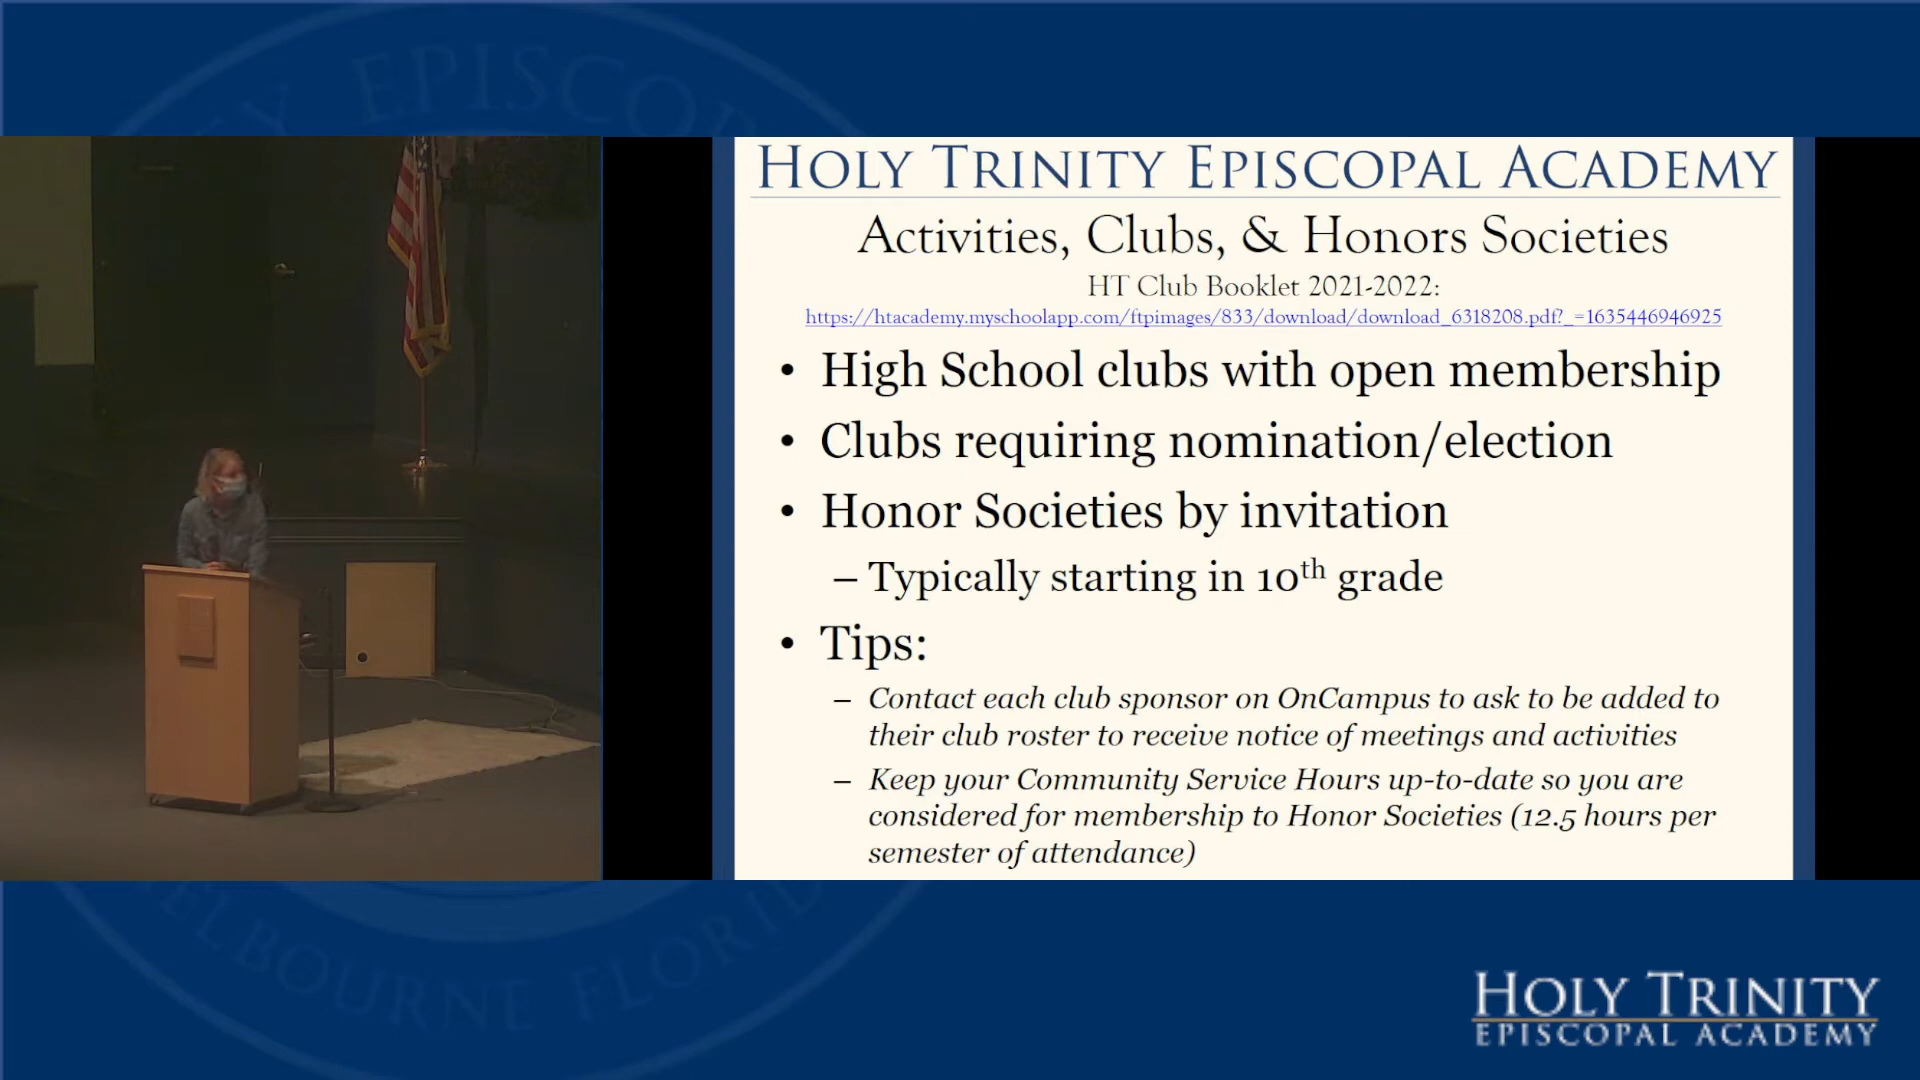 HOLY TRINITY EPISCOPAL ACADEMY
Activities, Clubs, & Honors Societies
HT Club Booklet 2021-2022:
https://htacademy.myschoolapp.com/ftpimages/833/download/download_6318208.pdf?_=1635446946925
• High School clubs with open membership
• Clubs requiring nomination/election
• Honor Societies by invitation
– Typically starting in 10th grade
• Tips:
– Contact each club sponsor on OnCampus to ask to be added to
their club roster to receive notice of meetings and activities
– Keep your Community Service Hours up-to-date so you are
considered for membership to Honor Societies (12.5 hours per
semester of attendance)
HOLY TRINITY
EPISCOPAL ACADEMY